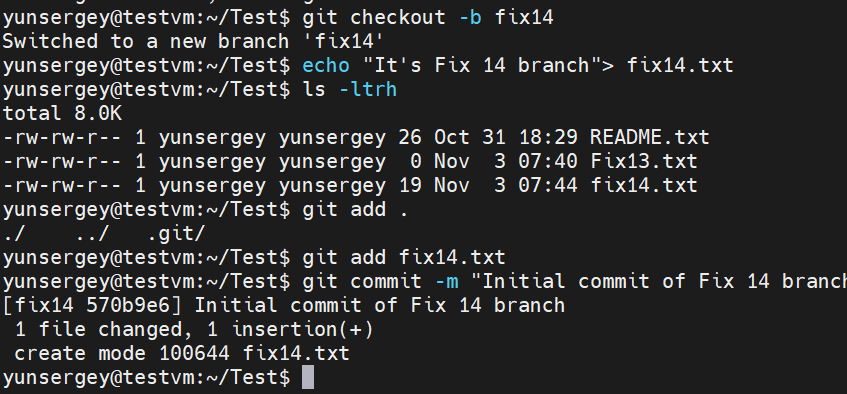 yunsergey@testvm:~/Test$ git checkout -b fix14
Switched to a new branch 'fix14'
yunsergey@testvm:~/Test$ echo "It's Fix 14 branch"> fix14.txt
yunsergey@testvm:~/Test$ ls -ltrh
total 8.0K
-rw-rw-r-- 1 yunsergey yunsergey 26 Oct 31 18:29 README.txt
-rw-rw-r-- 1 yunsergey yunsergey  0 Nov  3 07:40 Fix13.txt
-rw-rw-r-- 1 yunsergey yunsergey 19 Nov  3 07:44 fix14.txt
yunsergey@testvm:~/Test$ git add .
./    ../   .git/
yunsergey@testvm:~/Test$ git add fix14.txt
yunsergey@testvm:~/Test$ git commit -m "Initial commit of Fix 14 branch
[fix14 570b9e6] Initial commit of Fix 14 branch
 1 file changed, 1 insertion(+)
 create mode 100644 fix14.txt
yunsergey@testvm:~/Test$